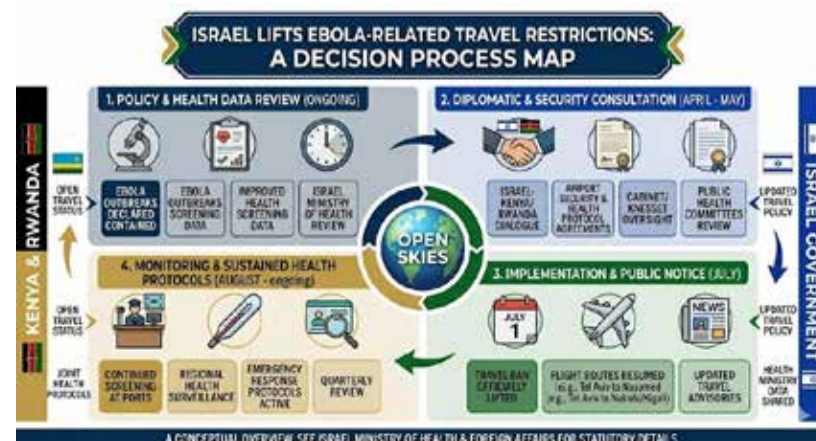 ISRAEL LIFTS EBOLA-RELATED TRAVEL RESTRICTIONS:
A DECISION PROCESS MAP
KENYA & RWANDA
1. POLICY & HEALTH DATA REVIEW (ONGOING)
OPEN
TRAVEL
STATUS
EBOLA
OUTBREAKS
DECLARED
CONTAINED
EBOLA
OUTBREAKS
SCREENING
DATA
IMPROVED
HEALTH
SCREENING
DATA
ISRAEL
MINISTRY
OF HEALTH
REVIEW
2. DIPLOMATIC & SECURITY CONSULTATION (APRIL - MAY)
ISRAEL-
KENYA/
RWANDA
DIALOGUE
AIRPORT
SECURITY &
HEALTH
PROTOCOL
AGREEMENTS
CABINET/
KNESSET
OVERSIGHT
PUBLIC
HEALTH
COMMITTEES
REVIEW
UPDATED
TRAVEL
POLICY
ISRAEL GOVERNMENT
OPEN
SKIES
3. IMPLEMENTATION & PUBLIC NOTICE (JULY)
JULY
1
NEWS
TRAVEL BAN
OFFICIALLY
LIFTED
FLIGHT ROUTES RESUMED
(e.g., Tel Aviv to
(e.g., Tel Aviv to
UPDATED
TRAVEL
ADVISORIES
UPDATED
TRAVEL
POLICY
HEALTH
MINISTRY
DATA
SHARED
4. MONITORING & SUSTAINED HEALTH
PROTOCOLS (AUGUST - ongoing)
OPEN
TRAVEL
STATUS
JOINT
HEALTH
PROTOCOLS
CONTINUED
SCREENING
AT PORTS
REGIONAL
HEALTH
EMERGENCY
RESPONSE
PROTOCOLS
ACTIVE
QUARTERLY
REVIEW
A CONCEPTUAL OVERVIEW. SEE ISRAEL MINISTRY OF HEALTH & FOREIGN AFFAIRS FOR STATUTORY DETAILS